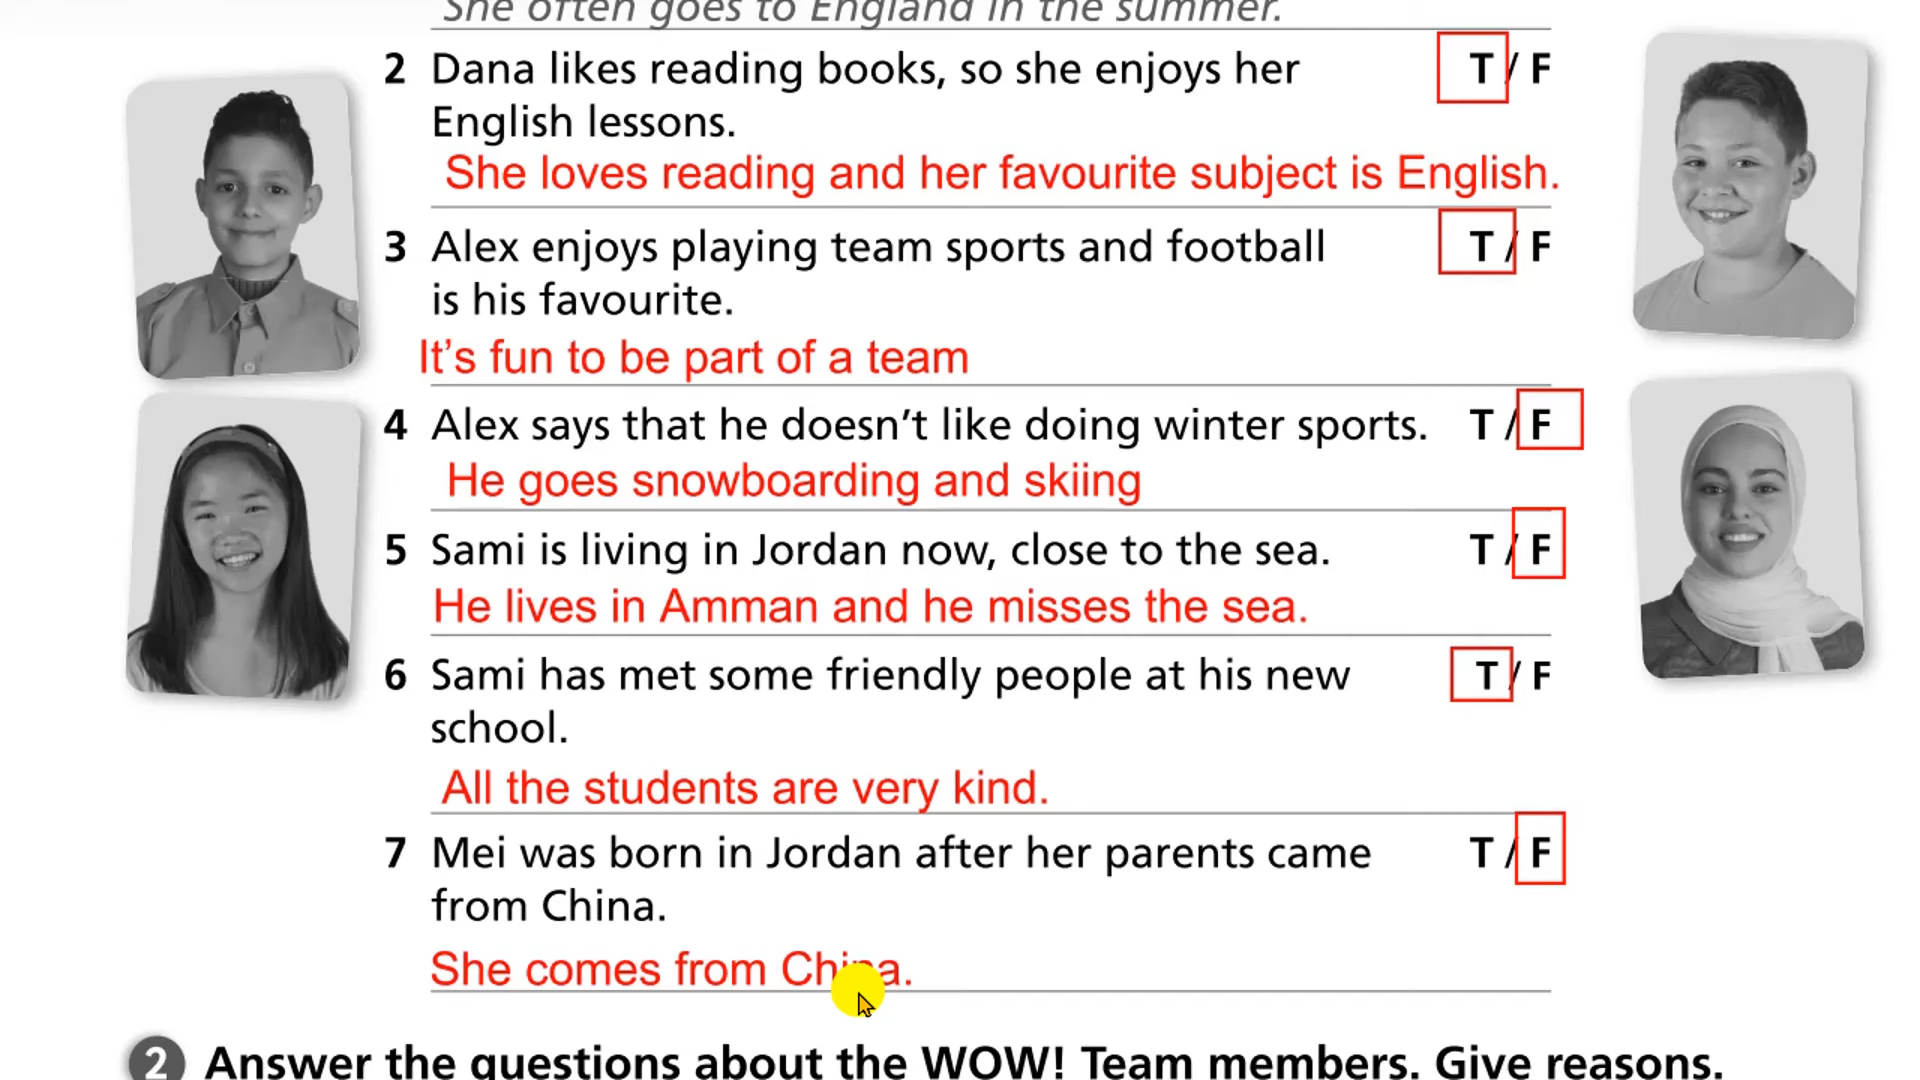 She often goes to England in the summer.
2 Dana likes reading books, so she enjoys her T / F
English lessons.
She loves reading and her favourite subject is English.
3 Alex enjoys playing team sports and football T / F
is his favourite.
It's fun to be part of a team
4 Alex says that he doesn't like doing winter sports. T / F
He goes snowboarding and skiing
5 Sami is living in Jordan now, close to the sea. T / F
He lives in Amman and he misses the sea.
6 Sami has met some friendly people at his new T / F
school.
All the students are very kind.
7 Mei was born in Jordan after her parents came T / F
from China.
She comes from China.
2 Answer the questions about the WOW! Team members. Give reasons.